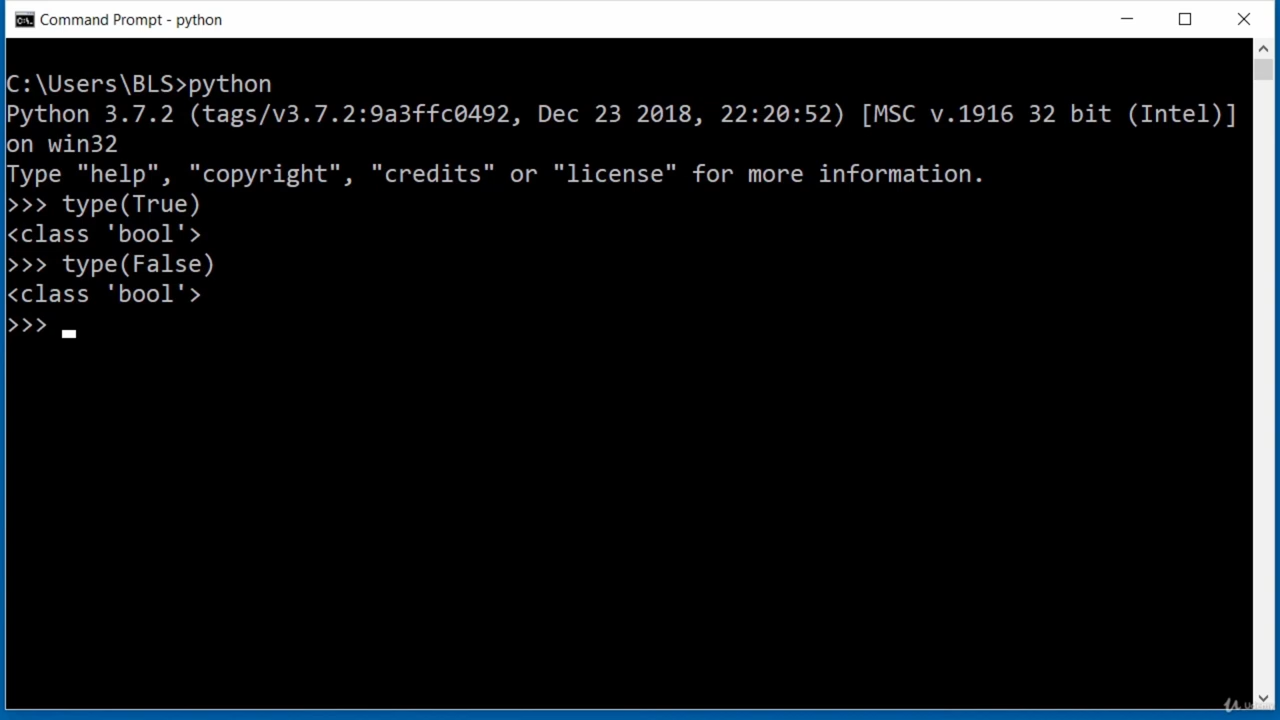 Command Prompt - python
C:\Users\BLS>python
Python 3.7.2 (tags/v3.7.2:9a3ffc0492, Dec 23 2018, 22:20:52) [MSC v.1916 32 bit (Intel)]
on win32
Type "help", "copyright", "credits" or "license" for more information.
>>> type(True)
<class 'bool'>
>>> type(False)
<class 'bool'>
>>>